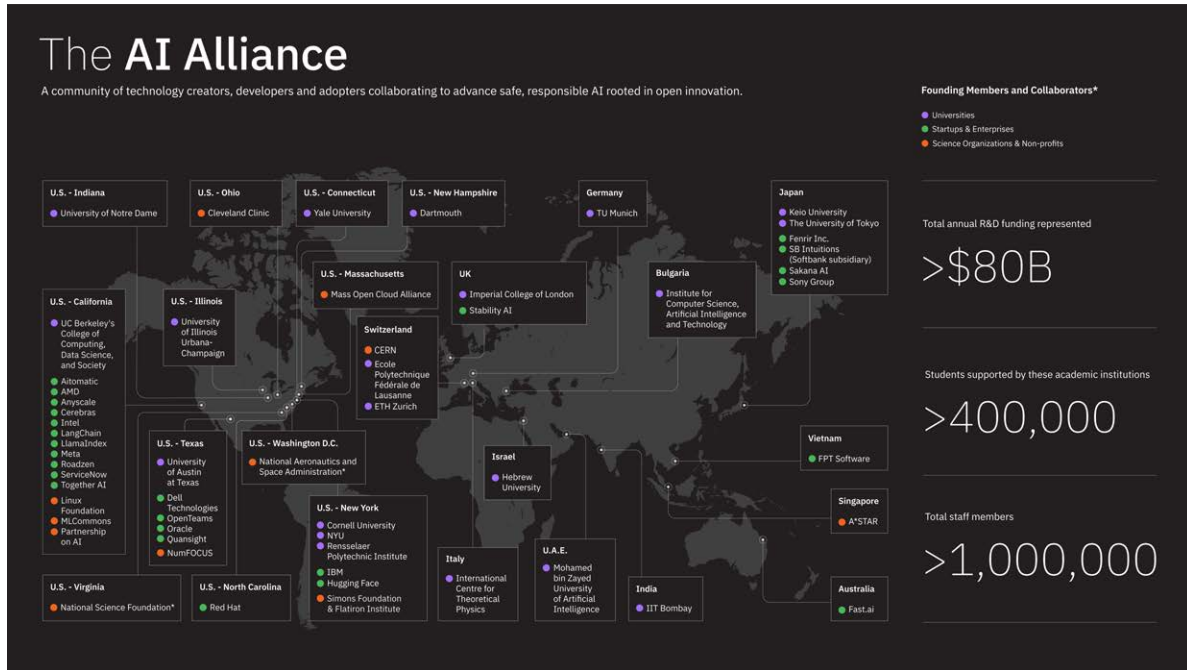 The AI Alliance
A community of technology creators, developers and adopters collaborating to advance safe, responsible AI rooted in open innovation.
Founding Members and Collaborators*
Universities
Startups & Enterprises
Science Organizations & Non-profits
U.S. - Indiana
University of Notre Dame
U.S. - Ohio
Cleveland Clinic
U.S. - Connecticut
Yale University
U.S. - New Hampshire
Dartmouth
Germany
TU Munich
Japan
Keio University
The University of Tokyo
Fenrir Inc.
SB Intuitions
(Softbank subsidiary)
Sakana AI
Sony Group
U.S. - California
UC Berkeley's
College of
Computing,
Data Science,
and Society
Aitomatic
AMD
Anyscale
Cerebras
Intel
LangChain
LlamaIndex
Meta
Roadzen
ServiceNow
Together AI
Linux
Foundation
MLCommons
Partnership
on AI
U.S. - Illinois
University
of Illinois
Urbana-
Champaign
U.S. - Massachusetts
Mass Open Cloud Alliance
UK
Imperial College of London
Stability AI
Switzerland
CERN
Ecole
Polytechnique
Fédérale de
Lausanne
ETH Zurich
Bulgaria
Institute for
Computer Science,
Artificial Intelligence
and Technology
U.S. - Texas
University
of Austin
at Texas
Dell
Technologies
OpenTeams
Oracle
Quansight
NumFOCUS
U.S. - Washington D.C.
National Aeronautics and
Space Administration*
U.S. - New York
Cornell University
NYU
Rensselaer
Polytechnic Institute
IBM
Hugging Face
Simons Foundation
& Flatiron Institute
Israel
Hebrew
University
Vietnam
FPT Software
Singapore
A*STAR
U.S. - Virginia
National Science Foundation*
U.S. - North Carolina
Red Hat
Italy
International
Centre for
Theoretical
Physics
U.A.E.
Mohamed
bin Zayed
University
of Artificial
Intelligence
India
IIT Bombay
Australia
Fast.ai
Total annual R&D funding represented
>$80B
Students supported by these academic institutions
>400,000
Total staff members
>1,000,000